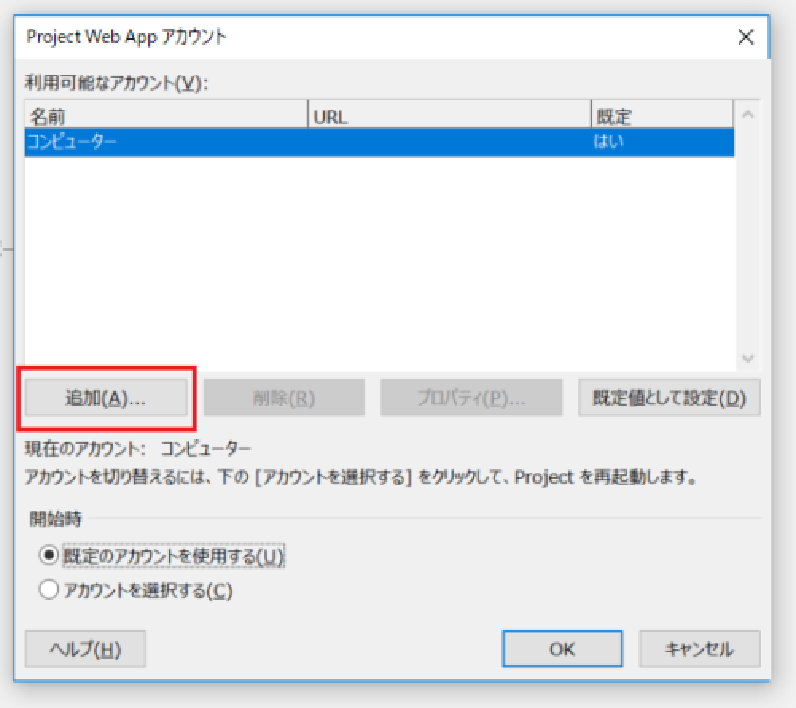 Project Web App アカウント
利用可能なアカウント(V):
名前 URL 既定
コンピューター はい
追加(A)... 削除(R) プロパティ(P)... 既定値として設定(D)
現在のアカウント: コンピューター
アカウントを切り替えるには、下の [アカウントを選択する] をクリックして、Project を再起動します。
開始時
既定のアカウントを使用する(U)
アカウントを選択する(C)
ヘルプ(H) OK キャンセル